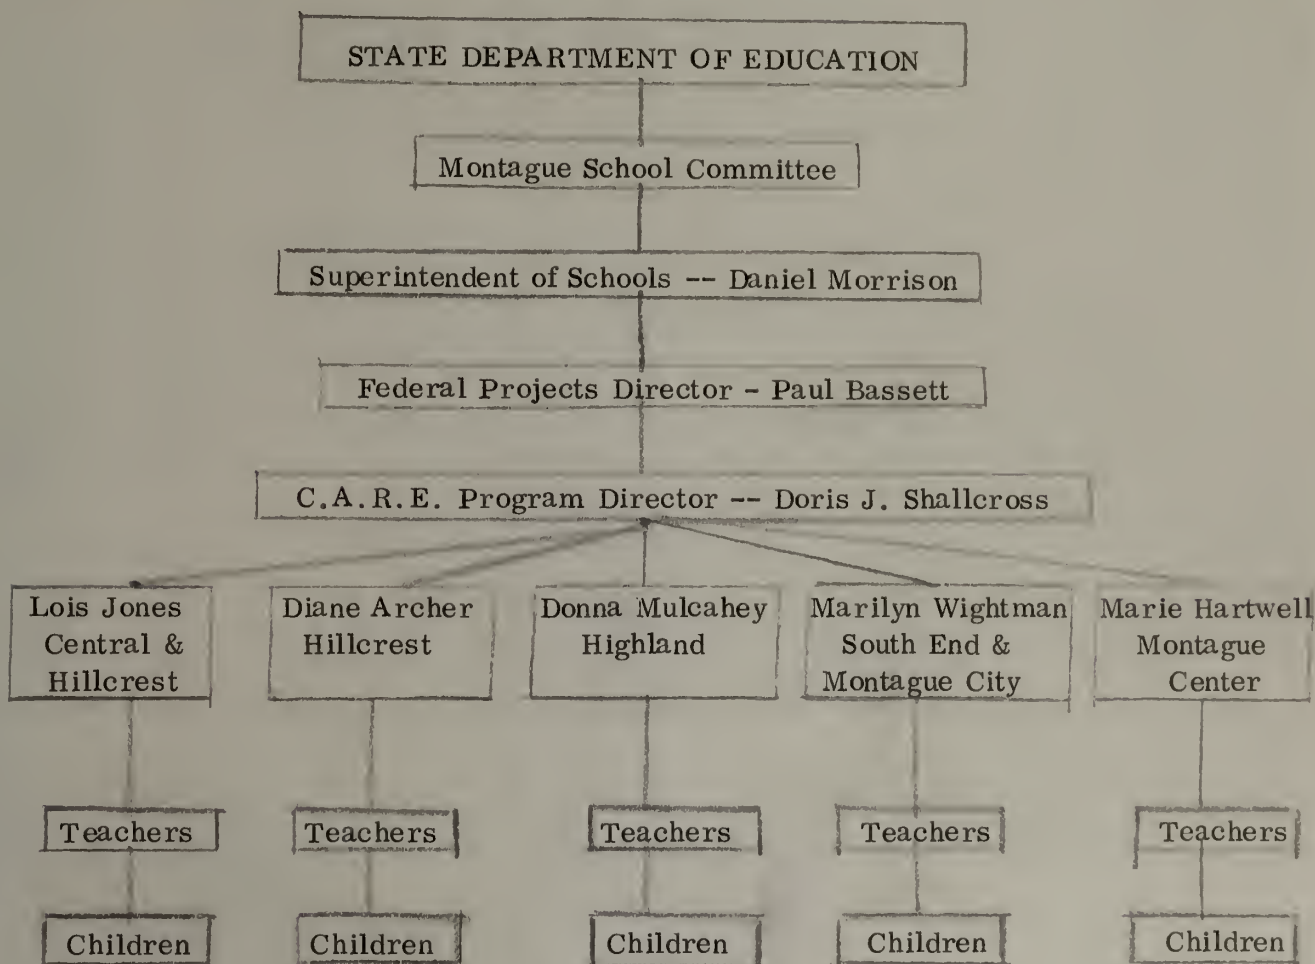 STATE DEPARTMENT OF EDUCATION
Montague School Committee
Superintendent of Schools -- Daniel Morrison
Federal Projects Director - Paul Bassett
C.A.R.E. Program Director -- Doris J. Shallcross
Lois Jones
Central &
Hillcrest
Diane Archer
Hillcrest
Donna Mulcahey
Highland
Marilyn Wightman
South End &
Montague City
Marie Hartwell
Montague
Center
Teachers
Teachers
Teachers
Teachers
Teachers
Children
Children
Children
Children
Children